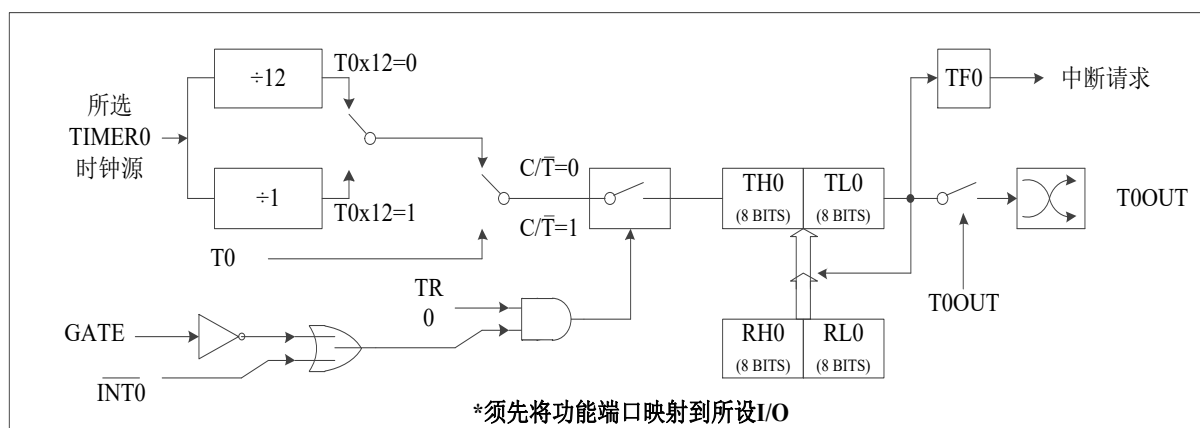 ÷12
T0x12=0
所选
TIMER0
时钟源
÷1
T0x12=1
T0
C/T̅=0
C/T̅=1
TR
0
GATE
I̅N̅T̅0̅
TH0
(8 BITS)
TL0
(8 BITS)
RH0
(8 BITS)
RL0
(8 BITS)
TF0
中断请求
T0OUT
T0OUT
*须先将功能端口映射到所设I/O